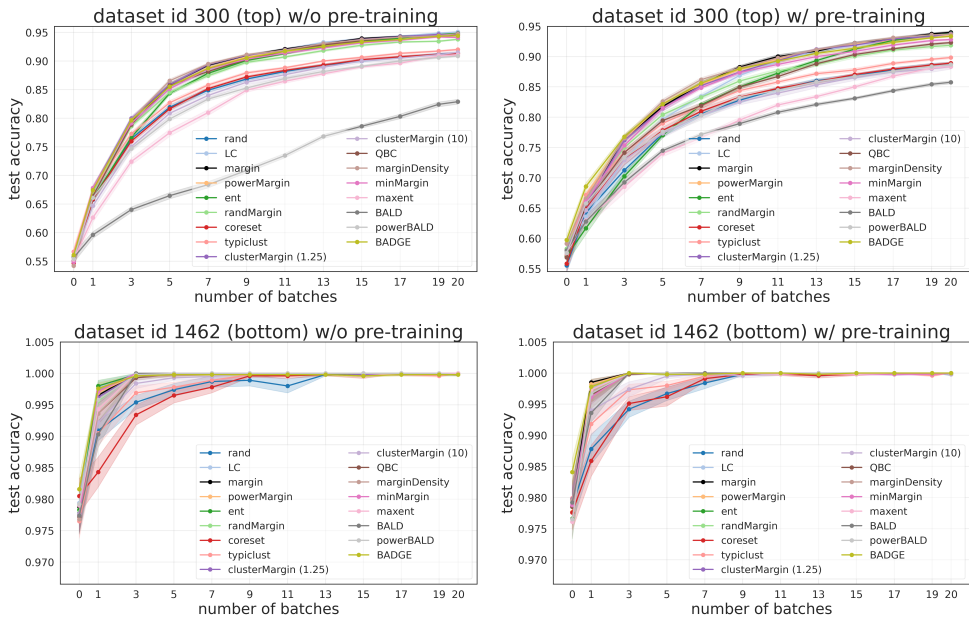 dataset id 300 (top) w/o pre-training
test accuracy
0.95
0.90
0.85
0.80
0.75
0.70
0.65
0.60
0.55
rand
LC
margin
powerMargin
ent
randMargin
coreset
typiclust
clusterMargin (1.25)
clusterMargin (10)
QBC
marginDensity
minMargin
maxent
BALD
powerBALD
BADGE
0 1 3 5 7 9 11 13 15 17 19 20
number of batches
dataset id 300 (top) w/ pre-training
test accuracy
0.95
0.90
0.85
0.80
0.75
0.70
0.65
0.60
0.55
rand
LC
margin
powerMargin
ent
randMargin
coreset
typiclust
clusterMargin (1.25)
clusterMargin (10)
QBC
marginDensity
minMargin
maxent
BALD
powerBALD
BADGE
0 1 3 5 7 9 11 13 15 17 19 20
number of batches
dataset id 1462 (bottom) w/o pre-training
test accuracy
1.005
1.000
0.995
0.990
0.985
0.980
0.975
0.970
rand
LC
margin
powerMargin
ent
randMargin
coreset
typiclust
clusterMargin (1.25)
clusterMargin (10)
QBC
marginDensity
minMargin
maxent
BALD
powerBALD
BADGE
0 1 3 5 7 9 11 13 15 17 19 20
number of batches
dataset id 1462 (bottom) w/ pre-training
test accuracy
1.005
1.000
0.995
0.990
0.985
0.980
0.975
0.970
rand
LC
margin
powerMargin
ent
randMargin
coreset
typiclust
clusterMargin (1.25)
clusterMargin (10)
QBC
marginDensity
minMargin
maxent
BALD
powerBALD
BADGE
0 1 3 5 7 9 11 13 15 17 19 20
number of batches